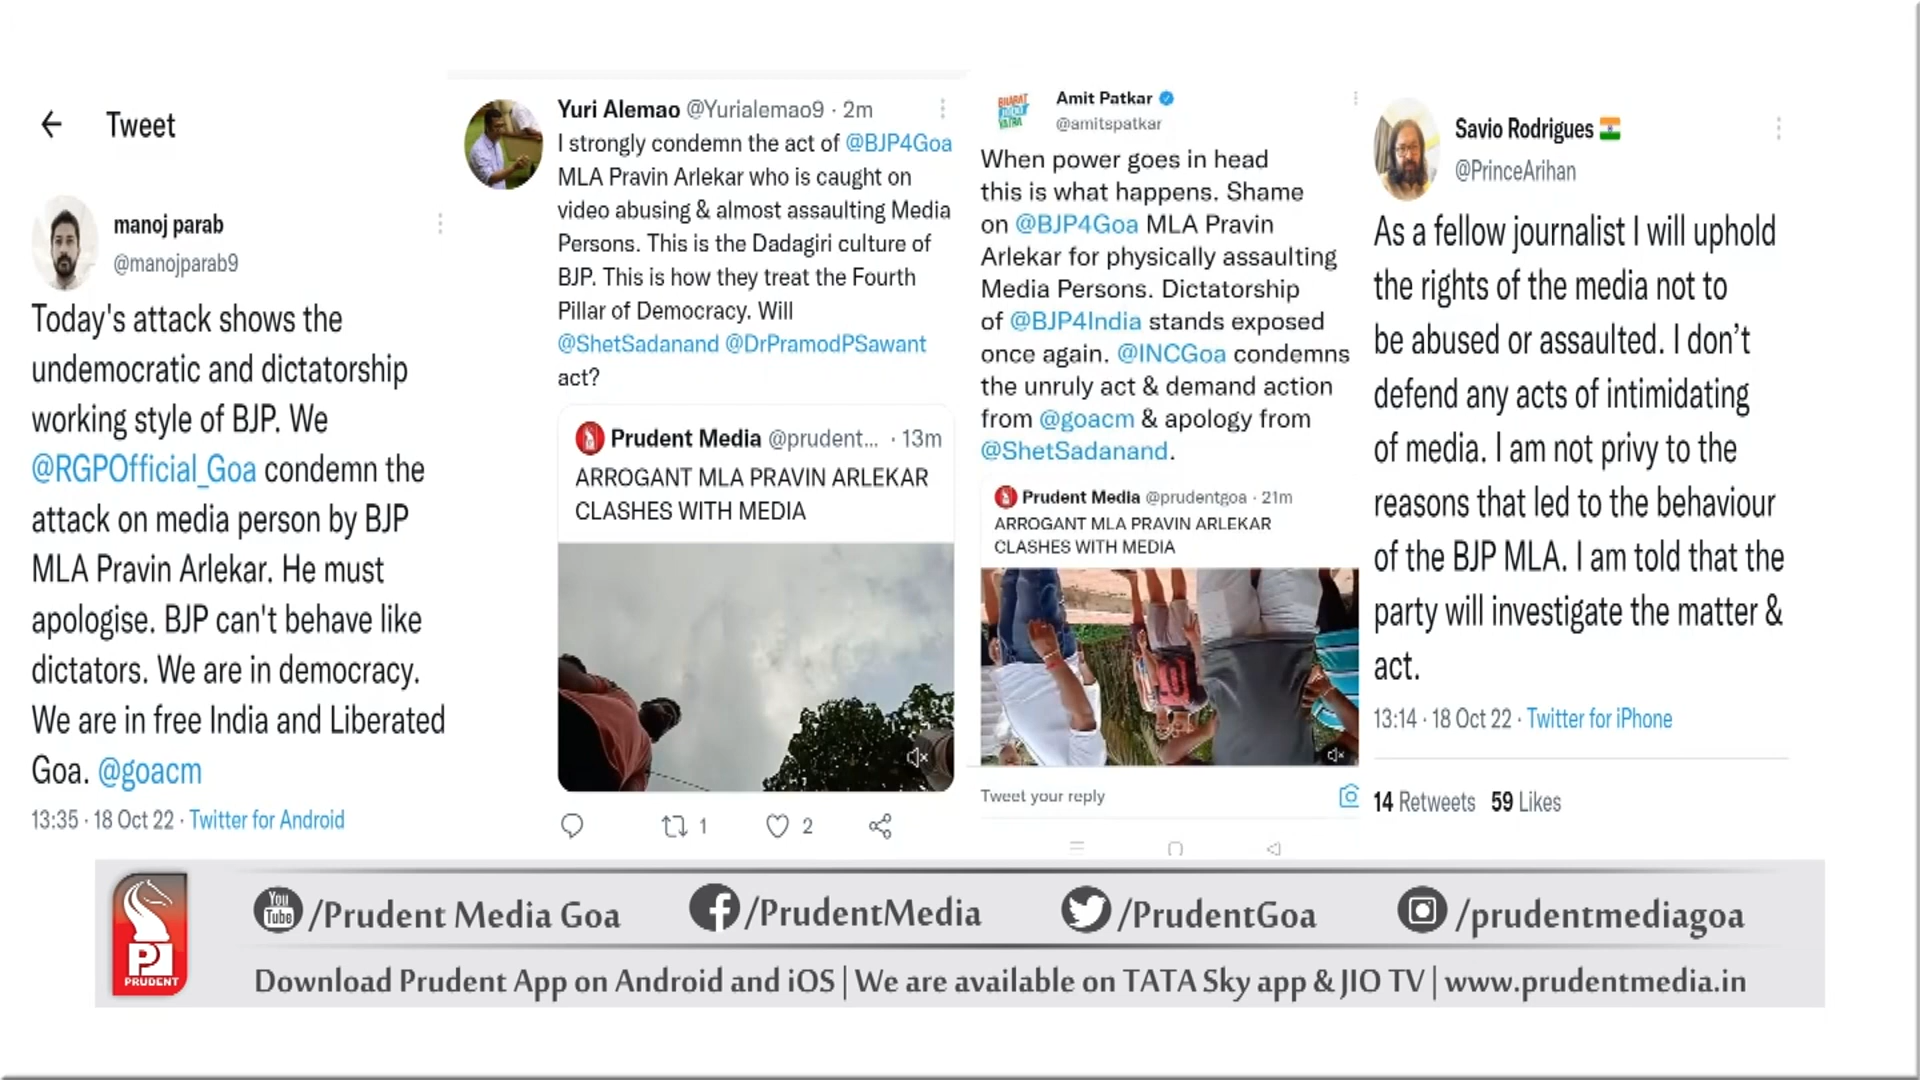 Tweet
manoj parab
@manojparab9
Today's attack shows the
undemocratic and dictatorship
working style of BJP. We
@RGPOfficial_Goa condemn the
attack on media person by BJP
MLA Pravin Arlekar. He must
apologise. BJP can't behave like
dictators. We are in democracy.
We are in free India and Liberated
Goa. @goacm
13:35 · 18 Oct 22 · Twitter for Android
Yuri Alemao @Yurialemao9 · 2m
I strongly condemn the act of @BJP4Goa
MLA Pravin Arlekar who is caught on
video abusing & almost assaulting Media
Persons. This is the Dadagiri culture of
BJP. This is how they treat the Fourth
Pillar of Democracy. Will
@ShetSadanand @DrPramodPSawant
act?
Prudent Media @prudent... · 13m
ARROGANT MLA PRAVIN ARLEKAR
CLASHES WITH MEDIA
1 2
BHARAT
JODO
YATRA
Amit Patkar
@amitspatkar
When power goes in head
this is what happens. Shame
on @BJP4Goa MLA Pravin
Arlekar for physically assaulting
Media Persons. Dictatorship
of @BJP4India stands exposed
once again. @INCGoa condemns
the unruly act & demand action
from @goacm & apology from
@ShetSadanand.
Prudent Media @prudentgoa · 21m
ARROGANT MLA PRAVIN ARLEKAR
CLASHES WITH MEDIA
Tweet your reply
Savio Rodrigues
@PrinceArihan
As a fellow journalist I will uphold
the rights of the media not to
be abused or assaulted. I don't
defend any acts of intimidating
of media. I am not privy to the
reasons that led to the behaviour
of the BJP MLA. I am told that the
party will investigate the matter &
act.
13:14 · 18 Oct 22 · Twitter for iPhone
14 Retweets 59 Likes
PRUDENT
You Tube /Prudent Media Goa /PrudentMedia /PrudentGoa /prudentmediagoa
Download Prudent App on Android and iOS | We are available on TATA Sky app & JIO TV | www.prudentmedia.in